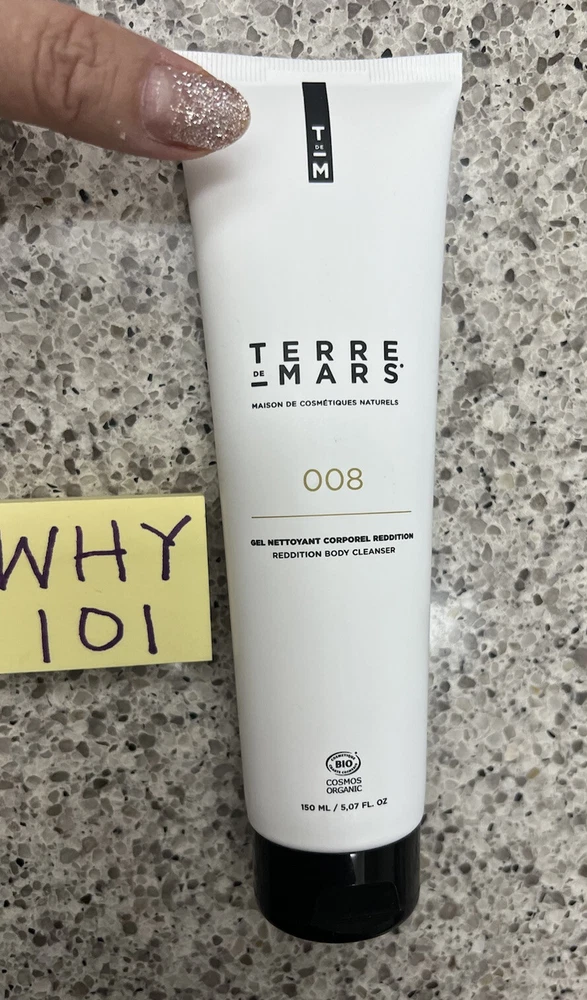 T
DE
M
TERRE
DE MARS
MAISON DE COSMÉTIQUES NATURELS
008
GEL NETTOYANT CORPOREL REDDITION
REDDITION BODY CLEANSER
WHY
101
BIO
COSMOS
ORGANIC
150 ML / 5,07 FL. OZ